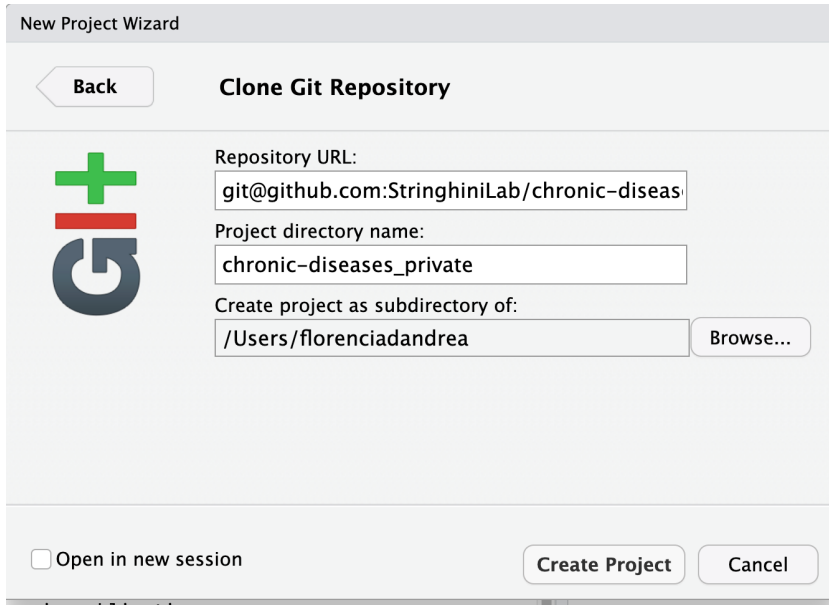 New Project Wizard
Back
Clone Git Repository
git
Repository URL:
git@github.com:StringhiniLab/chronic-diseas
Project directory name:
chronic-diseases_private
Create project as subdirectory of:
/Users/florenciadandrea
Browse...
Open in new session
Create Project
Cancel